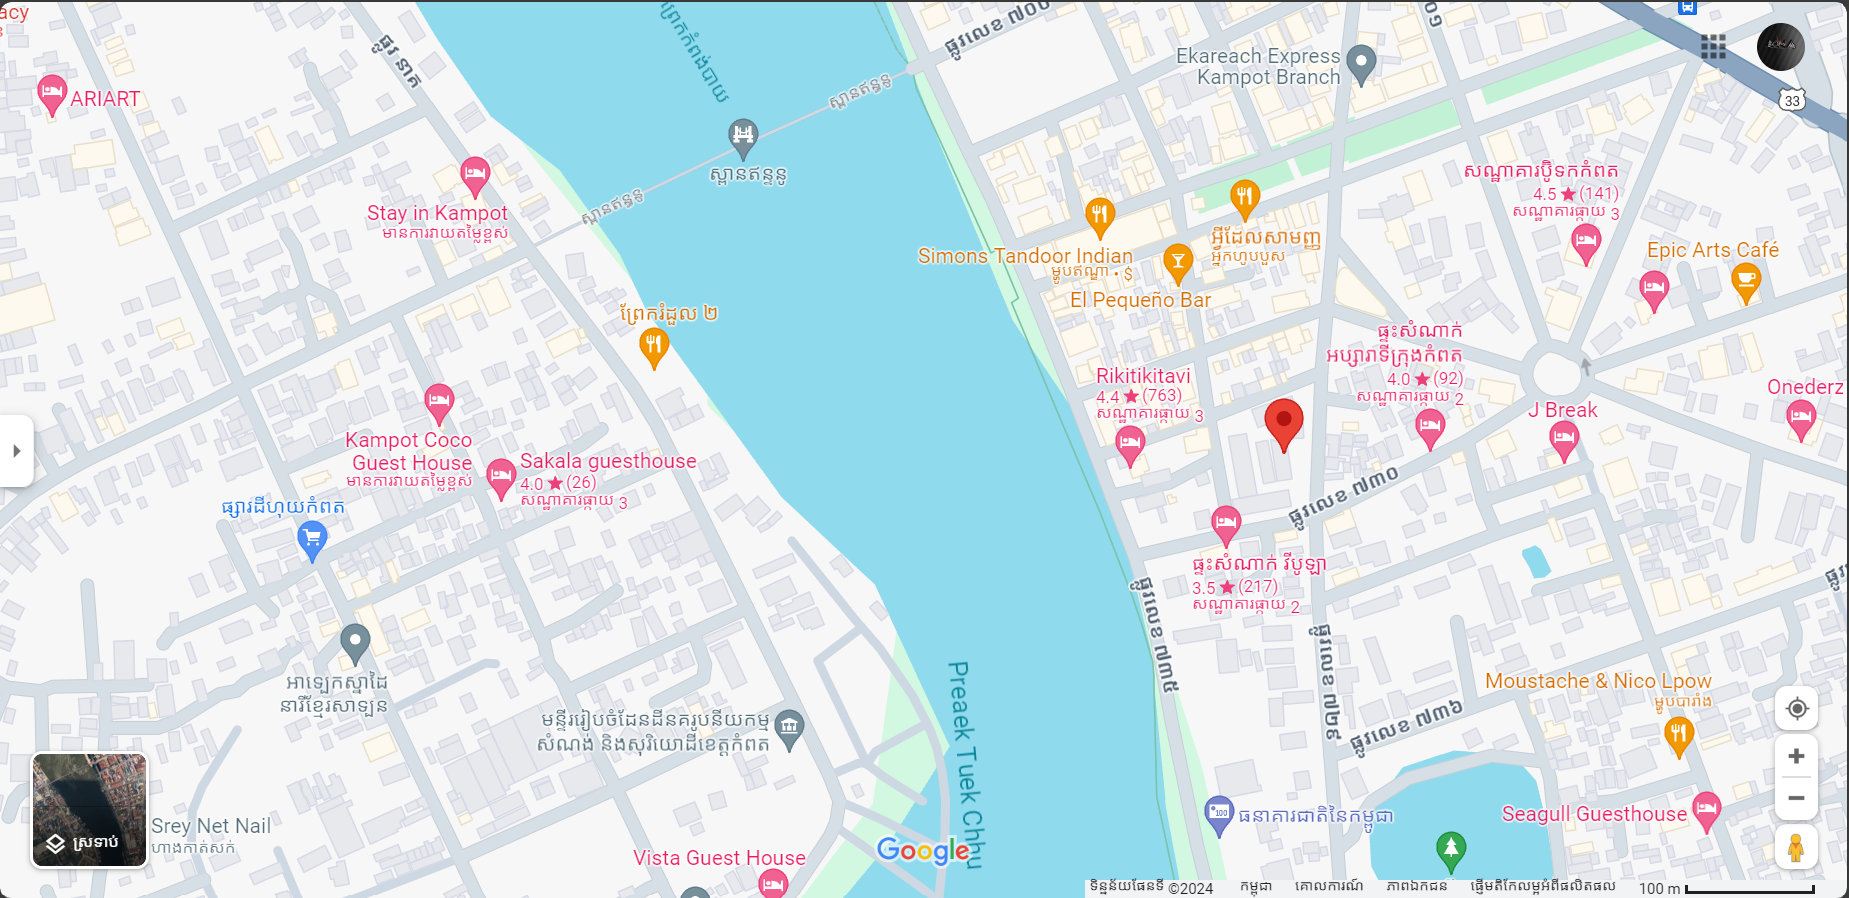 acy
ផ្លូវ នាគ
ព្រែកកំពង់បាយ
ផ្លូវលេខ ៧០០
33
Ekareach Express
Kampot Branch
ARIART
ស្ពានឥន្ទនូ
Stay in Kampot
មានការវាយតម្លៃខ្ពស់
សណ្ឋាគារប៊ិទកកំពត
4.5 ★ (141)
សណ្ឋាគារផ្កាយ 3
Simons Tandoor Indian
ម្ហូបឥណ្ឌា · $
អ្វីដែលសាមញ្ញ
អ្នកហូបបួស
El Pequeño Bar
Epic Arts Café
ព្រែករំដួល ២
ផ្ទះសំណាក់
អប្សារាទីក្រុងកំពត
4.0 ★ (92)
សណ្ឋាគារផ្កាយ 2
Rikitikitavi
4.4 ★ (763)
សណ្ឋាគារផ្កាយ 3
Onederz
J Break
Kampot Coco
Guest House
មានការវាយតម្លៃខ្ពស់
Sakala guesthouse
4.0 ★ (26)
សណ្ឋាគារផ្កាយ 3
ផ្សារដីហុយកំពត
ផ្លូវលេខ ៧៣០
ផ្ទះសំណាក់ វីបូឡា
3.5 ★ (217)
សណ្ឋាគារផ្កាយ 2
ផ្លូវលេខ ៧៣៥
ផ្លូវលេខ ៧២៩
ផ្លូវលេខ ៧៣៦
អាឡេកស្នាដៃ
នារីខ្មែរសាឡូន
មន្ទីររៀបចំដែនដីនគរូបនីយកម្ម
សំណង់ និងសុរិយោដីខេត្តកំពត
Preaek Tuek Chhu
Moustache & Nico Lpow
ម្ហូបបារាំង
Srey Net Nail
ហាងកាត់សក់
ស្រទាប់
Vista Guest House
Google
100
ធនាគារជាតិនៃកម្ពុជា
Seagull Guesthouse
ទិន្នន័យផែនទី ©2024 កម្ពុជា គោលការណ៍ ភាពឯកជន ផ្ញើមតិកែលម្អអំពីផលិតផល 100 m